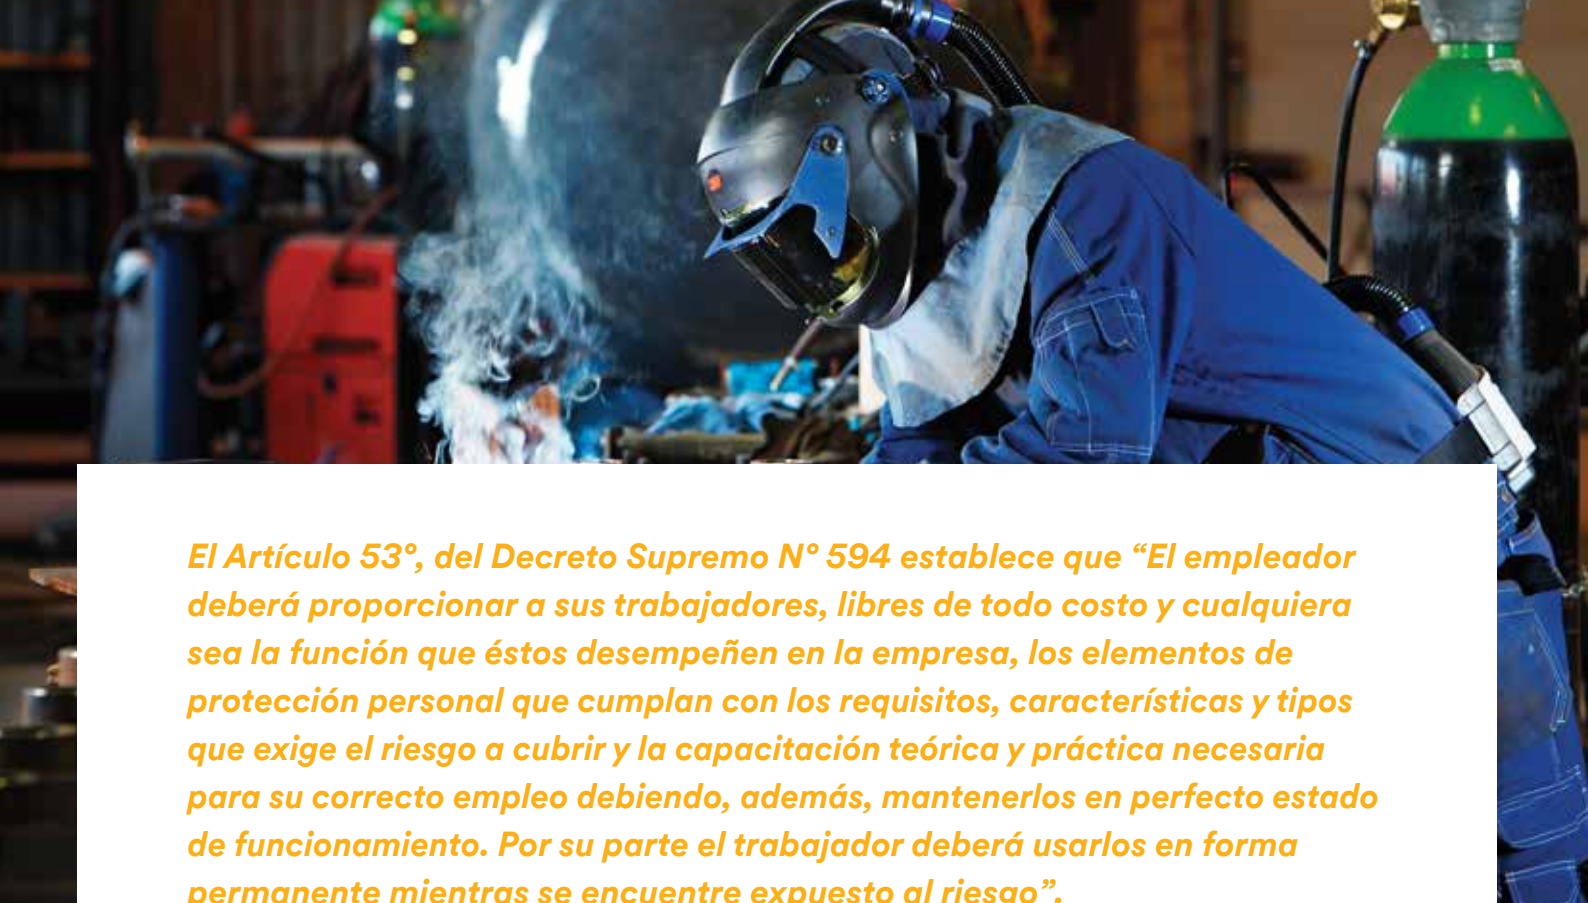 El Artículo 53°, del Decreto Supremo N° 594 establece que “El empleador
deberá proporcionar a sus trabajadores, libres de todo costo y cualquiera
sea la función que éstos desempeñen en la empresa, los elementos de
protección personal que cumplan con los requisitos, características y tipos
que exige el riesgo a cubrir y la capacitación teórica y práctica necesaria
para su correcto empleo debiendo, además, mantenerlos en perfecto estado
de funcionamiento. Por su parte el trabajador deberá usarlos en forma
permanente mientras se encuentre expuesto al riesgo”.